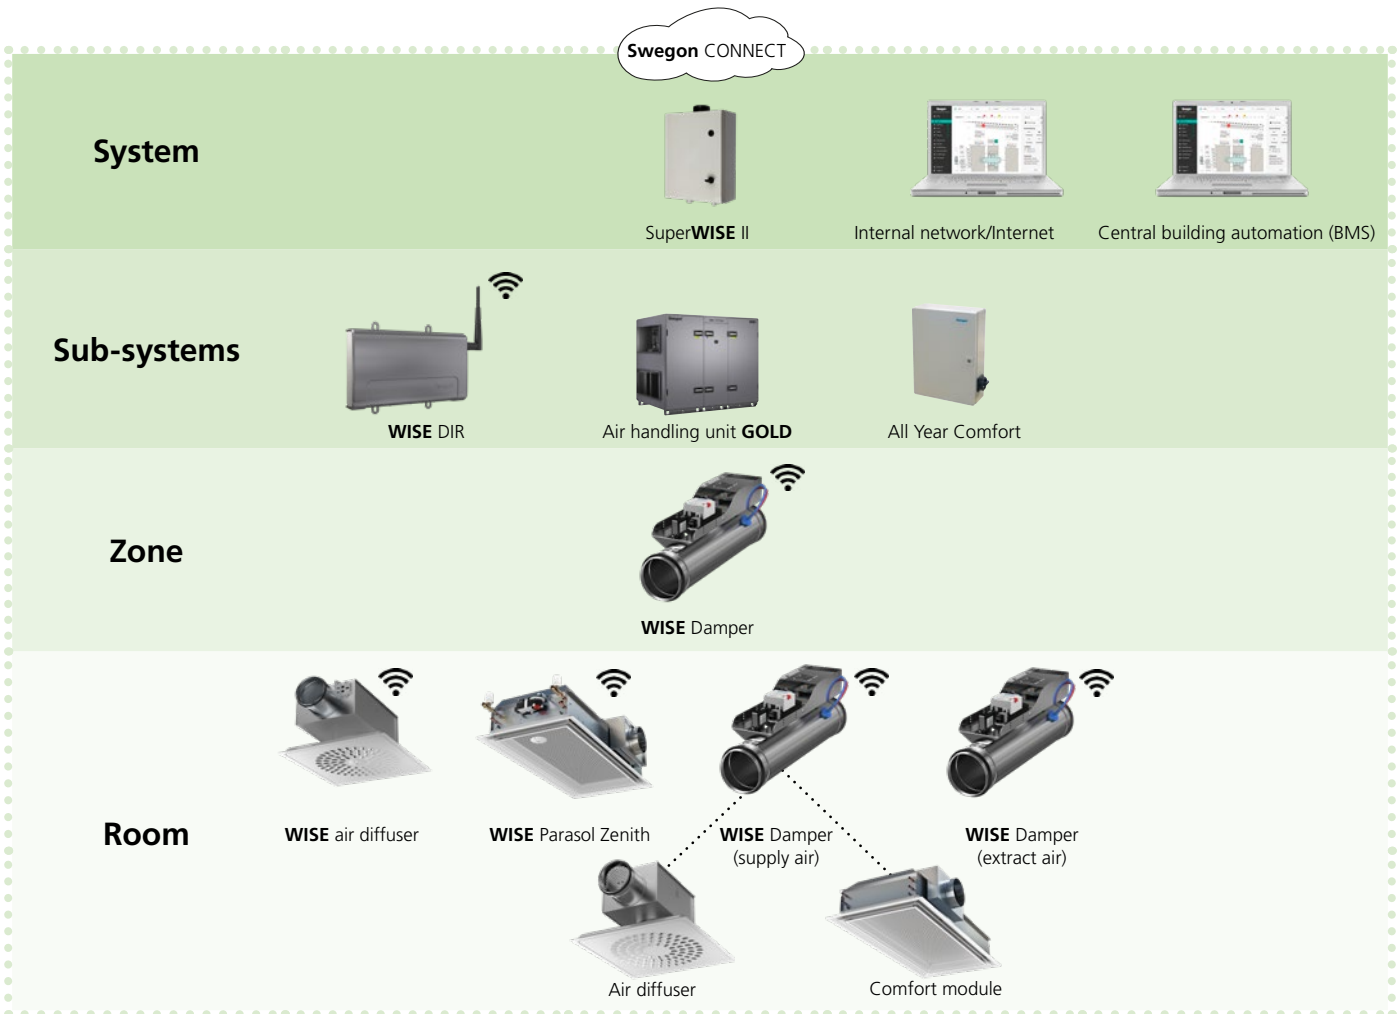 Swegon CONNECT
System
SuperWISE II
Internal network/Internet
Central building automation (BMS)
Sub-systems
WISE DIR
Air handling unit GOLD
All Year Comfort
Zone
WISE Damper
Room
WISE air diffuser
WISE Parasol Zenith
WISE Damper
(supply air)
WISE Damper
(extract air)
Air diffuser
Comfort module